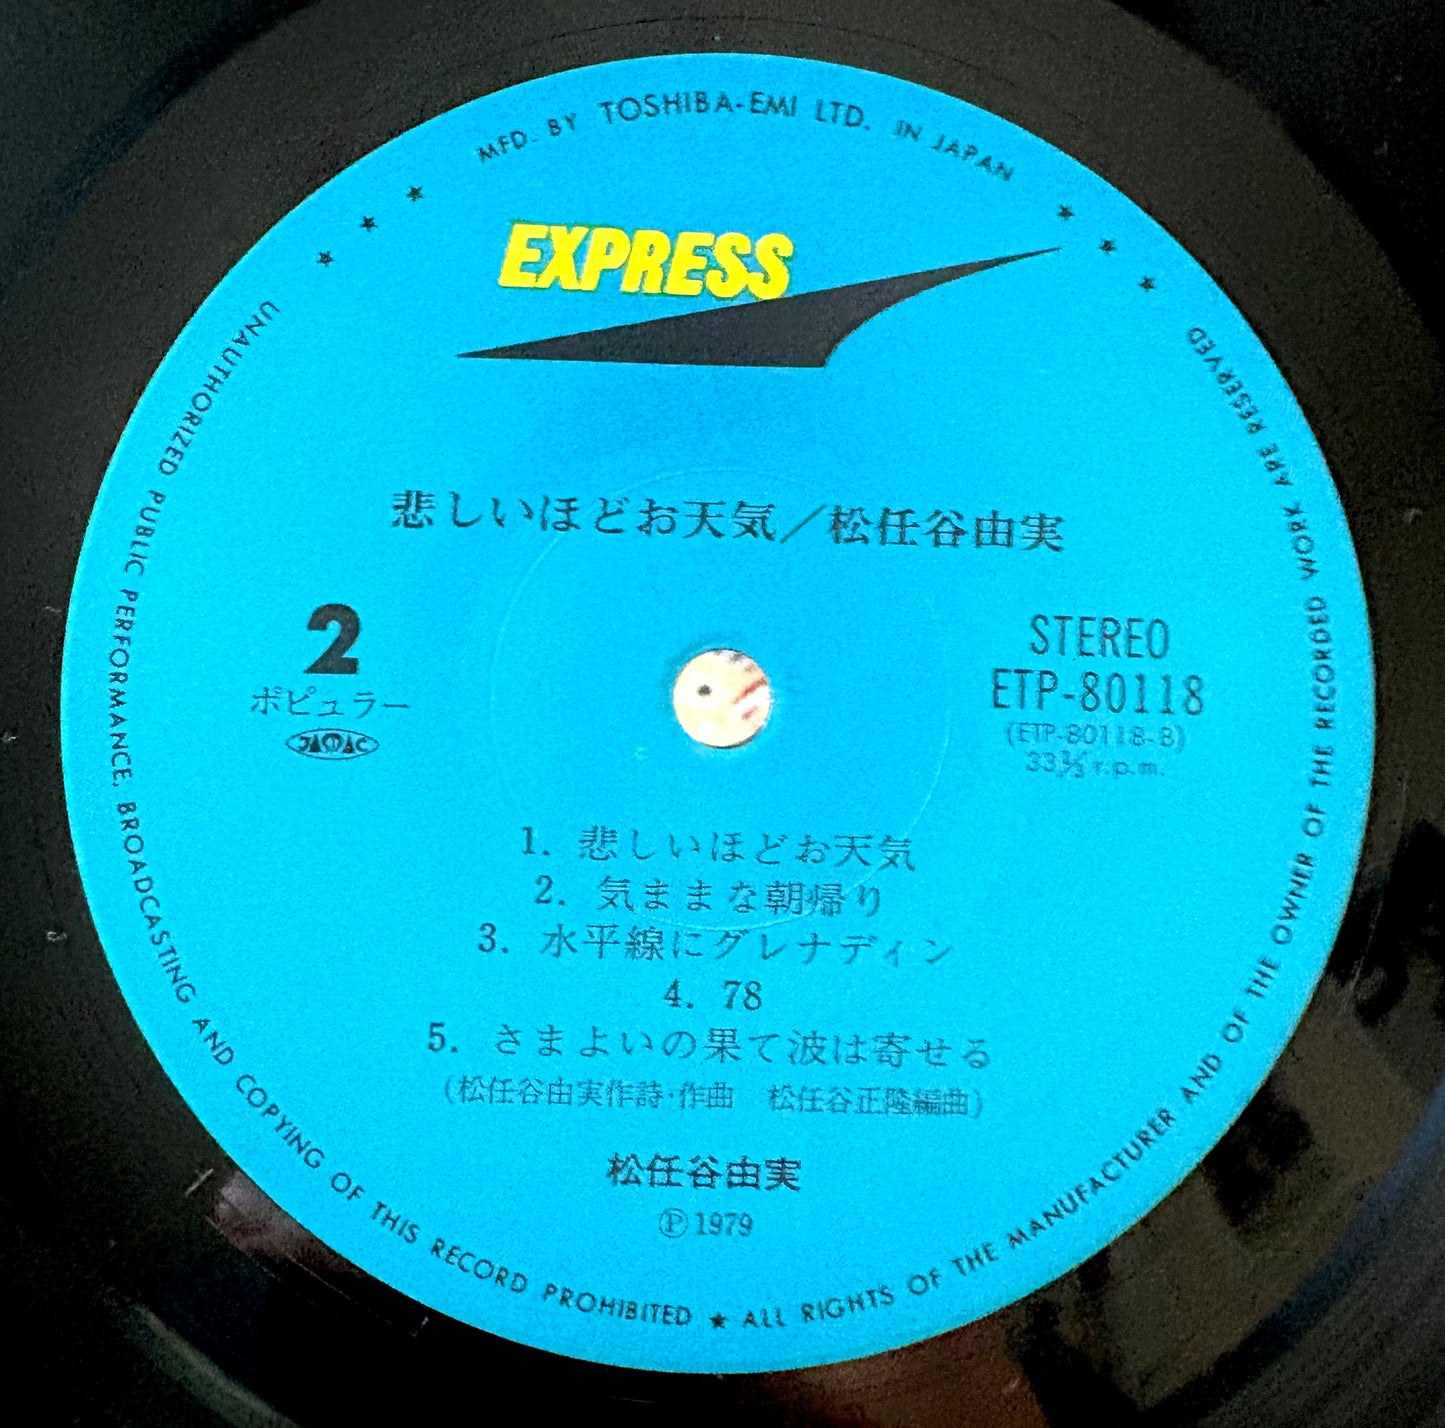 MFD. BY TOSHIBA-EMI LTD. IN JAPAN
EXPRESS
悲しいほどお天気／松任谷由実
2
ポピュラー
JAMAC
STEREO
ETP-80118
(ETP-80118-B)
33⅓ r.p.m.
1. 悲しいほどお天気
2. 気ままな朝帰り
3. 水平線にグレナディン
4. 78
5. さまよいの果て波は寄せる
(松任谷由実作詩・作曲　松任谷正隆編曲)
松任谷由実
Ⓟ 1979
UNAUTHORIZED PUBLIC PERFORMANCE, BROADCASTING AND COPYING OF THIS RECORD PROHIBITED ★ ALL RIGHTS OF THE MANUFACTURER AND OF THE OWNER OF THE RECORDED WORK ARE RESERVED